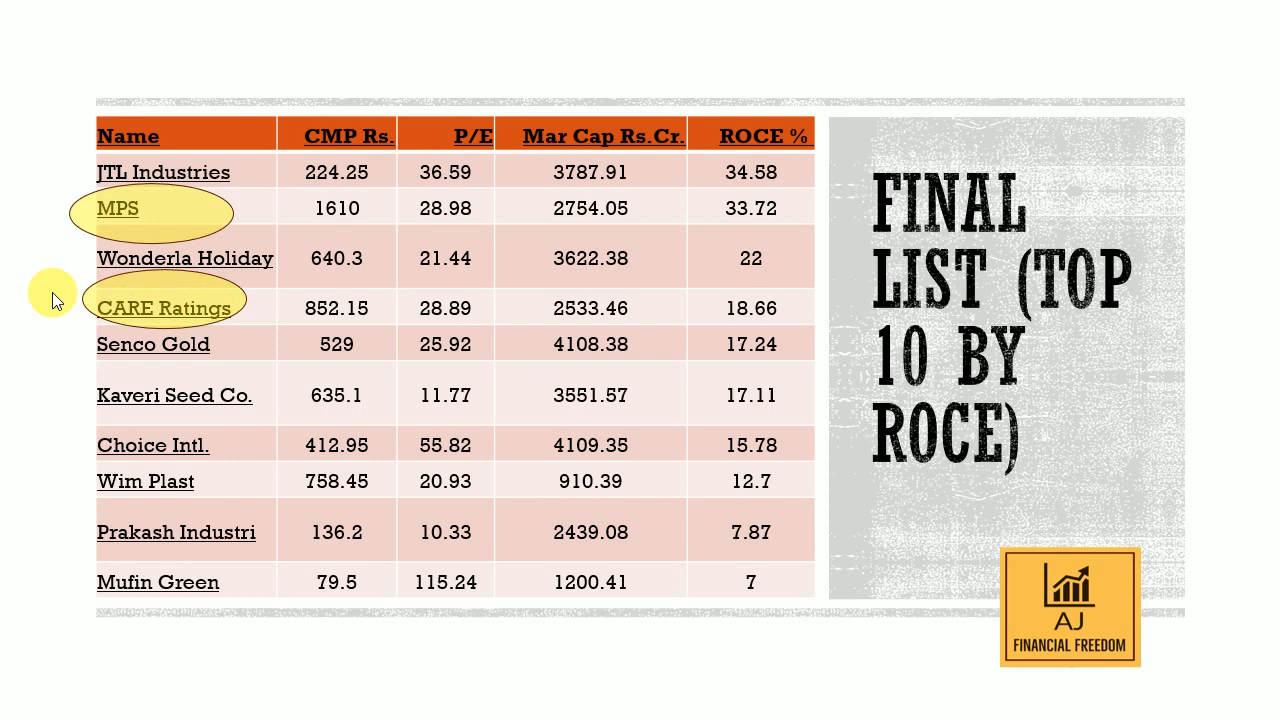 Name CMP Rs. P/E Mar Cap Rs.Cr. ROCE %
JTL Industries 224.25 36.59 3787.91 34.58
MPS 1610 28.98 2754.05 33.72
Wonderla Holiday 640.3 21.44 3622.38 22
CARE Ratings 852.15 28.89 2533.46 18.66
Senco Gold 529 25.92 4108.38 17.24
Kaveri Seed Co. 635.1 11.77 3551.57 17.11
Choice Intl. 412.95 55.82 4109.35 15.78
Wim Plast 758.45 20.93 910.39 12.7
Prakash Industri 136.2 10.33 2439.08 7.87
Mufin Green 79.5 115.24 1200.41 7
FINAL
LIST (TOP
10 BY
ROCE)
AJ
FINANCIAL FREEDOM